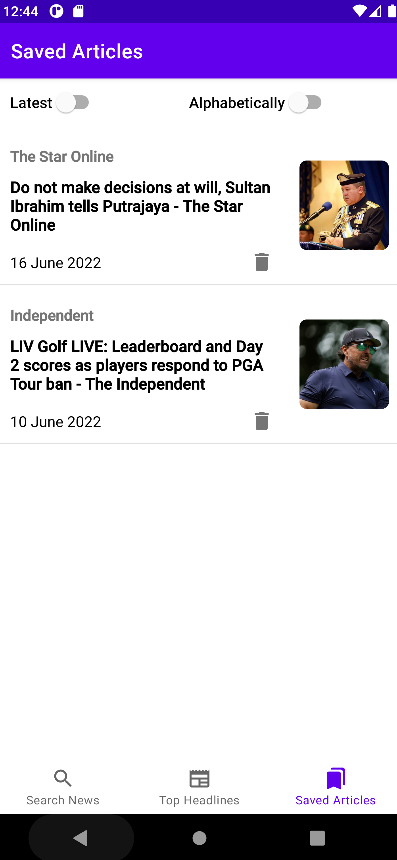 12:44
Saved Articles
Latest
Alphabetically
The Star Online
Do not make decisions at will, Sultan
Ibrahim tells Putrajaya - The Star
Online
16 June 2022
Independent
LIV Golf LIVE: Leaderboard and Day
2 scores as players respond to PGA
Tour ban - The Independent
10 June 2022
Search News
Top Headlines
Saved Articles